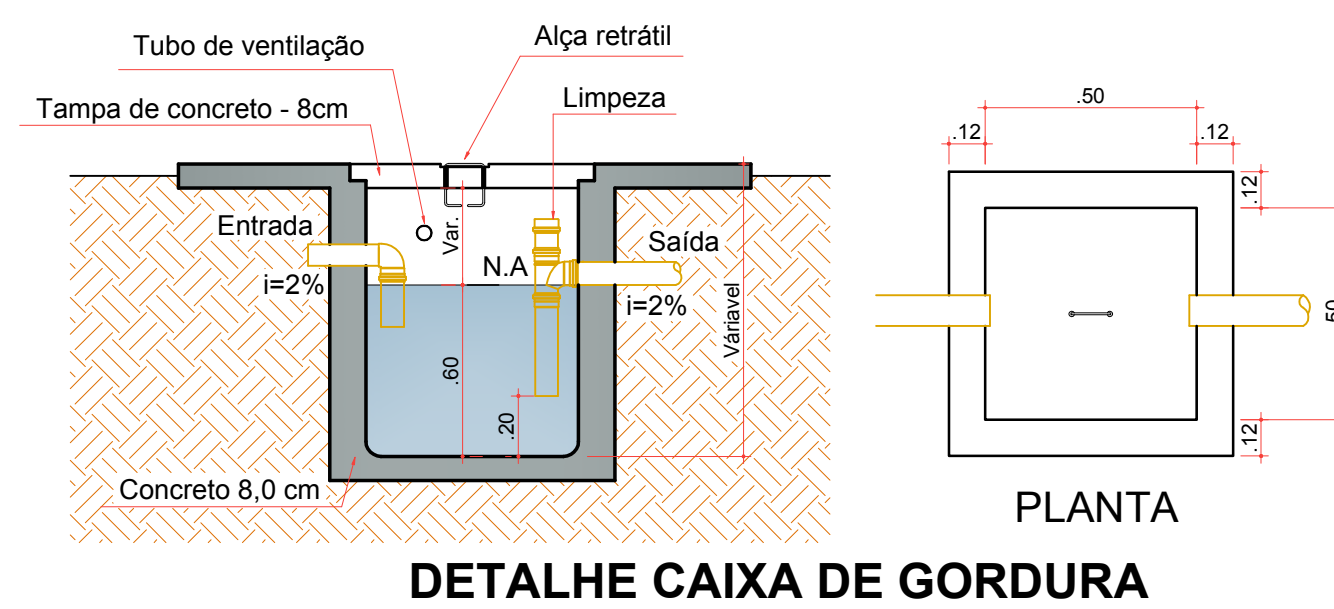 Tubo de ventilação
Alça retrátil
Limpeza
Tampa de concreto - 8cm
Entrada
i=2%
Var.
N.A
Saída
i=2%
Váriavel
.60
.20
Concreto 8,0 cm
.50
.12
.12
.12
.50
.12
PLANTA
DETALHE CAIXA DE GORDURA